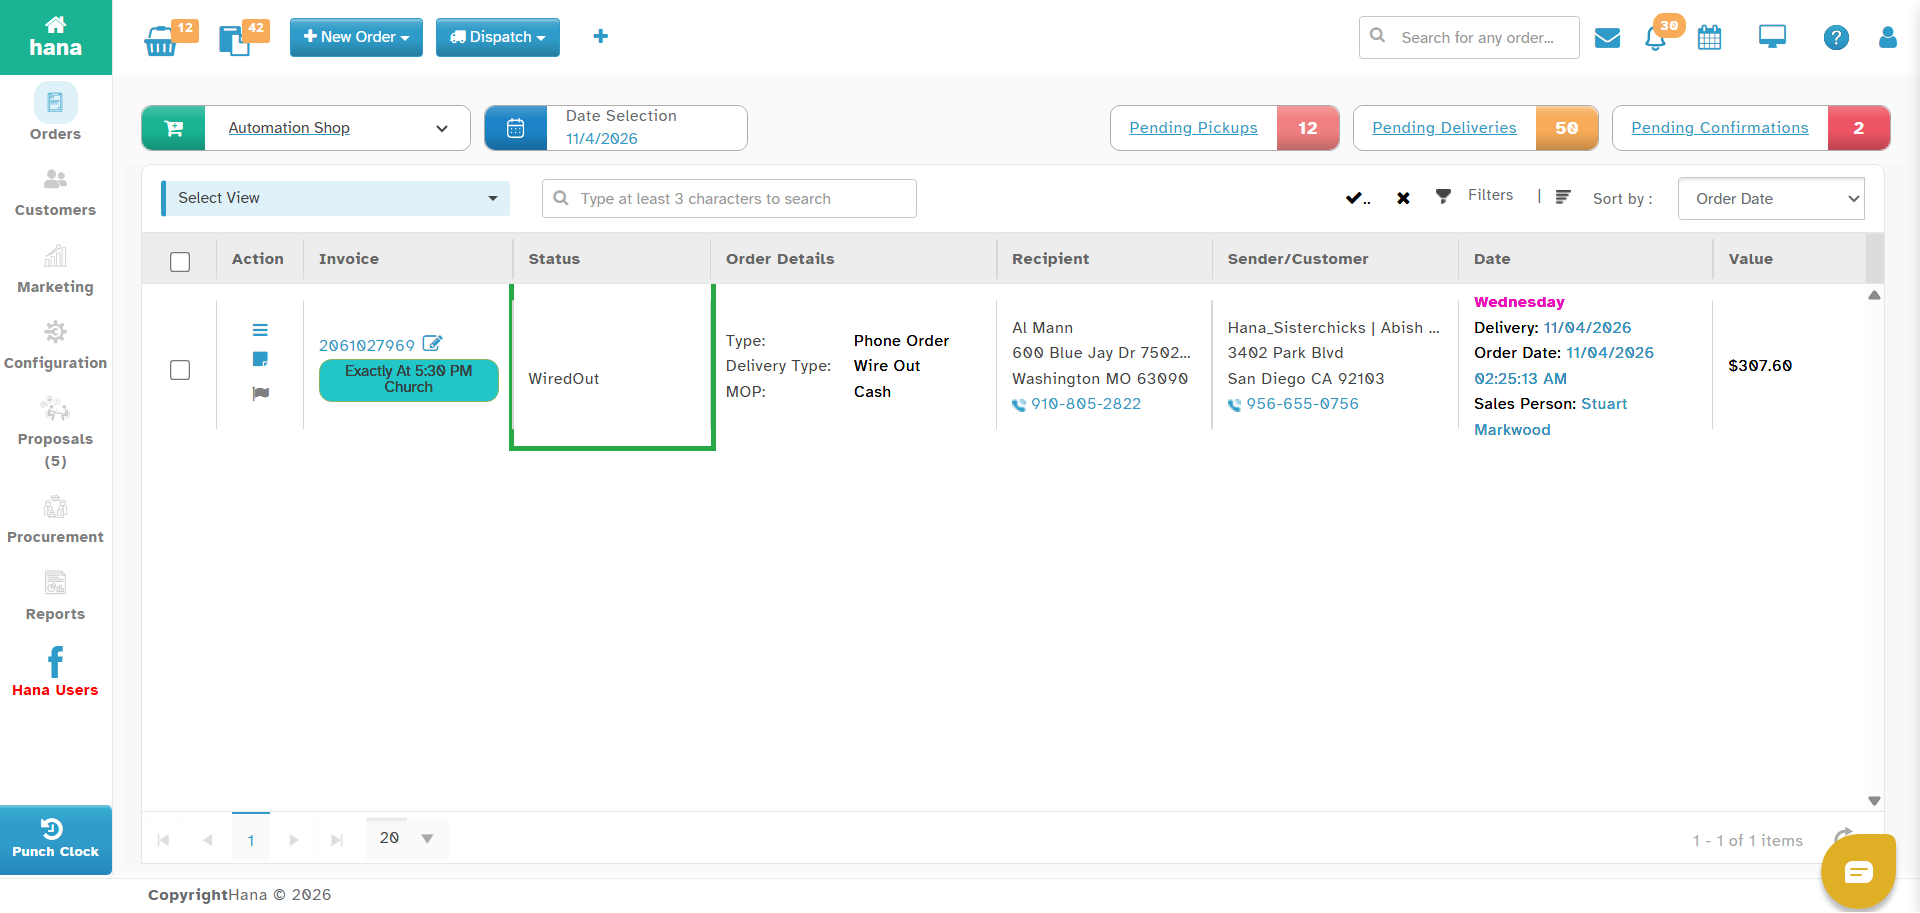 hana
12
42
New Order
Dispatch
Search for any order...
30
Orders
Customers
Marketing
Configuration
Proposals
(5)
Procurement
Reports
Hana Users
Punch Clock
Automation Shop
Date Selection
11/4/2026
Pending Pickups 12
Pending Deliveries 50
Pending Confirmations 2
Select View
Type at least 3 characters to search
..
Filters
|
Sort by :
Order Date
Action Invoice Status Order Details Recipient Sender/Customer Date Value
2061027969
Exactly At 5:30 PM
Church
WiredOut
Type: Phone Order
Delivery Type: Wire Out
MOP: Cash
Al Mann
600 Blue Jay Dr 7502...
Washington MO 63090
910-805-2822
Hana_Sisterchicks | Abish ...
3402 Park Blvd
San Diego CA 92103
956-655-0756
Wednesday
Delivery: 11/04/2026
Order Date: 11/04/2026
02:25:13 AM
Sales Person: Stuart
Markwood
$307.60
1
20
1 - 1 of 1 items
CopyrightHana © 2026